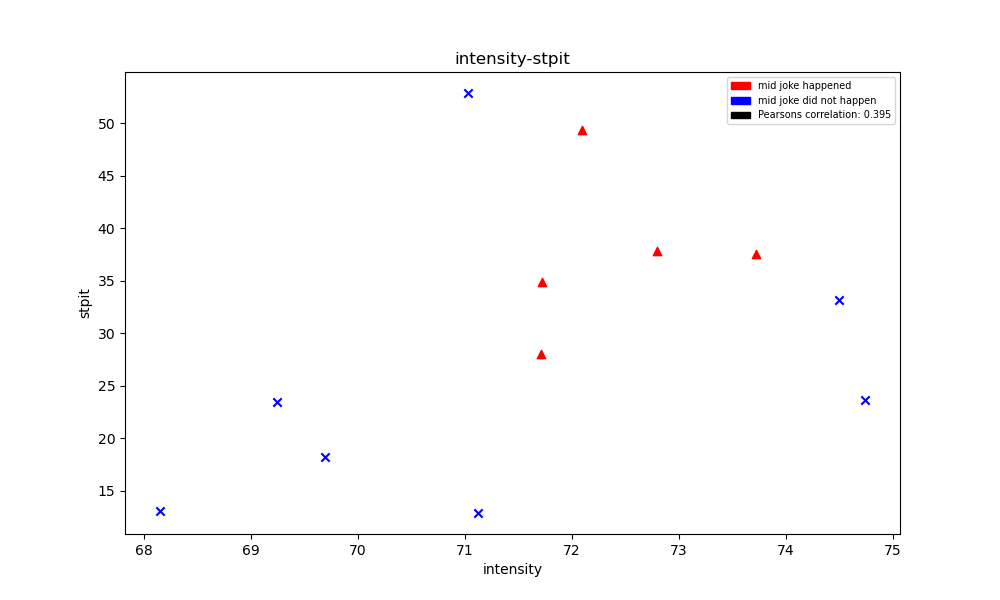 intensity-stpit
mid joke happened
mid joke did not happen
Pearsons correlation: 0.395
50
45
40
35
30
25
20
15
stpit
68 69 70 71 72 73 74 75
intensity